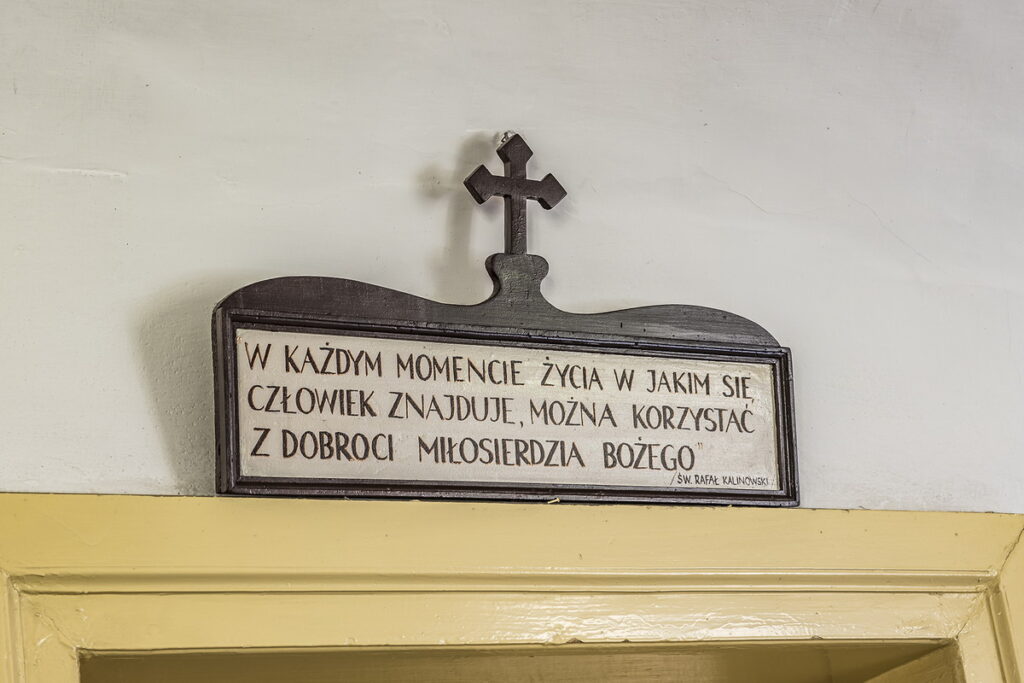 W KAŻDYM MOMENCIE ŻYCIA W JAKIM SIĘ
CZŁOWIEK ZNAJDUJE, MOŻNA KORZYSTAĆ
Z DOBROCI MIŁOSIERDZIA BOŻEGO"
/ŚW. RAFAŁ KALINOWSKI/